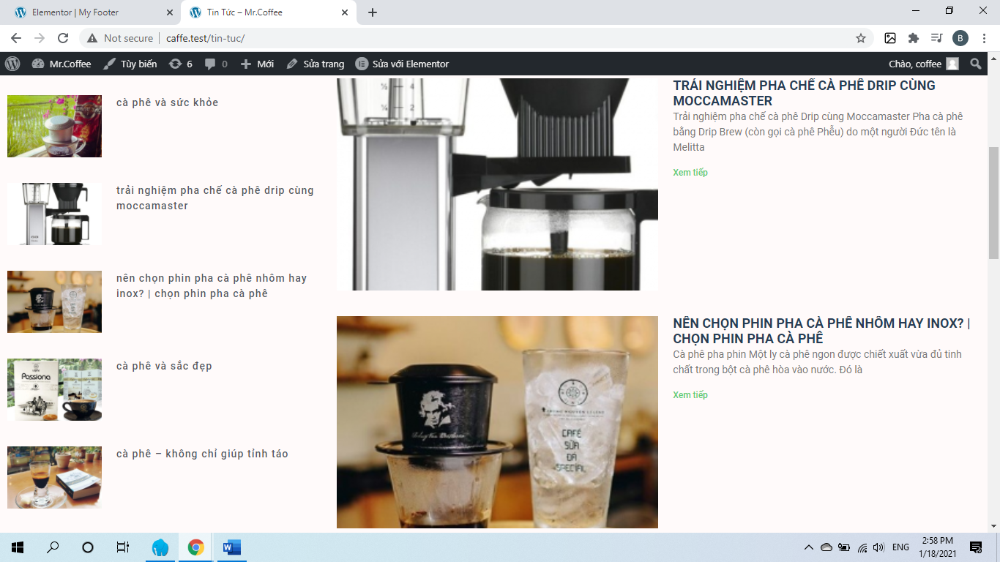 Elementor | My Footer
Tin Tức – Mr.Coffee
Not secure
caffe.test/tin-tuc/
B
Mr.Coffee
Tùy biến
6
0
Mới
Sửa trang
Sửa với Elementor
Chào, coffee
cà phê và sức khỏe
trải nghiệm pha chế cà phê drip cùng
moccamaster
nên chọn phin pha cà phê nhôm hay
inox? | chọn phin pha cà phê
Passiona
cà phê và sắc đẹp
cà phê – không chỉ giúp tỉnh táo
4
2
TRẢI NGHIỆM PHA CHẾ CÀ PHÊ DRIP CÙNG
MOCCAMASTER
Trải nghiệm pha chế cà phê Drip cùng Moccamaster Pha cà phê
bằng Drip Brew (còn gọi cà phê Phễu) do một người Đức tên là
Melitta
Xem tiếp
CAFÉ
SỮA
ĐÁ
SPECIAL
NÊN CHỌN PHIN PHA CÀ PHÊ NHÔM HAY INOX? |
CHỌN PHIN PHA CÀ PHÊ
Cà phê pha phin Một ly cà phê ngon được chiết xuất vừa đủ tinh
chất trong bột cà phê hòa vào nước. Đó là
Xem tiếp
ENG
2:58 PM
1/18/2021